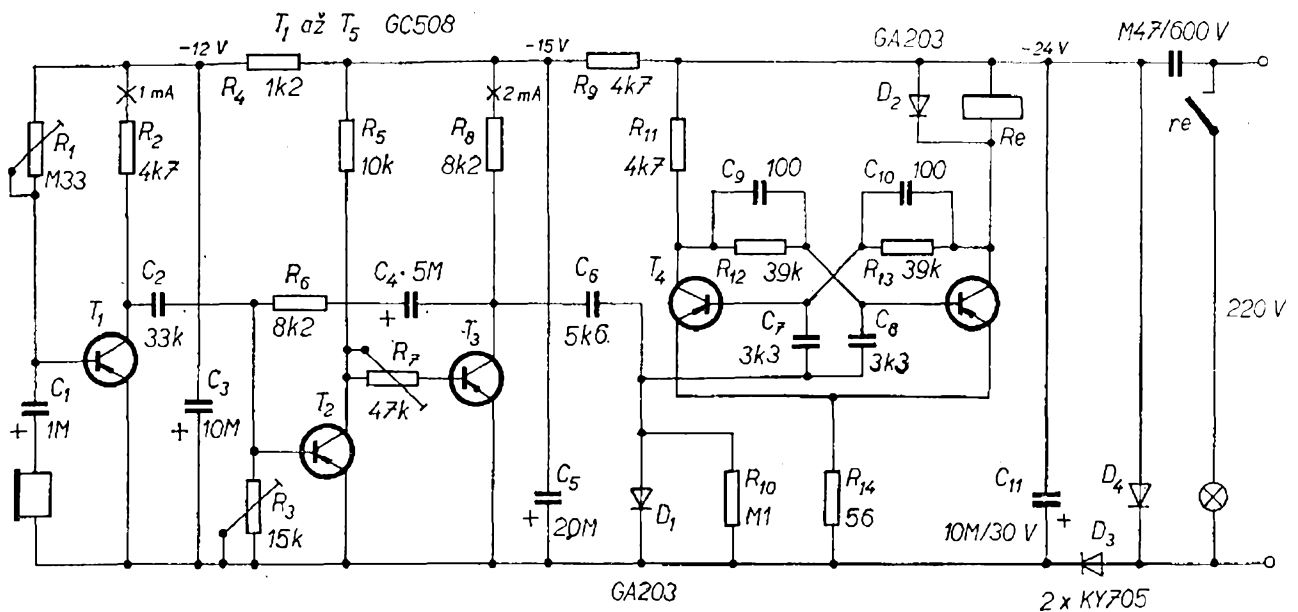 T1 až T5 GC508
-12 V
-15 V
GA203
-24 V
M47/600 V
R4 1k2
R9 4k7
1 mA
2 mA
D2
Re
re
R1 M33
R2 4k7
R5 10k
R8 8k2
R11 4k7
C9 100
C10 100
R12 39k
R13 39k
C2 33k
R6 8k2
C4 5M
+
C6 5k6
T1
T2
T3
T4
R7 47k
C7 3k3
C8 3k3
220 V
C1 1M
+
C3 10M
+
R3 15k
C5 20M
+
D1
R10 M1
R14 56
C11 10M/30 V
+
D4
D3
GA203
2 x KY705